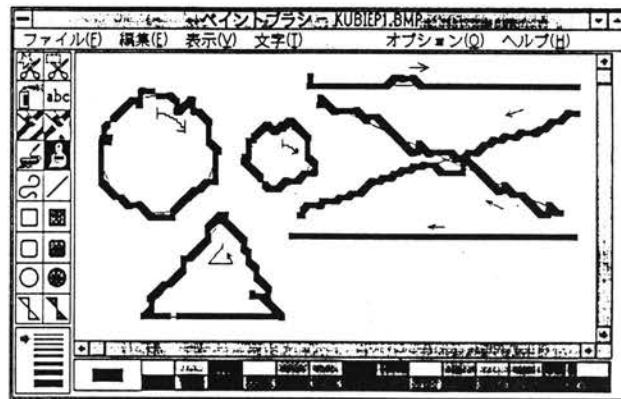 ペイントブラシ - KUBIEP1.BMP
ファイル(F) 編集(E) 表示(V) 文字(T) オプション(O) ヘルプ(H)
abc